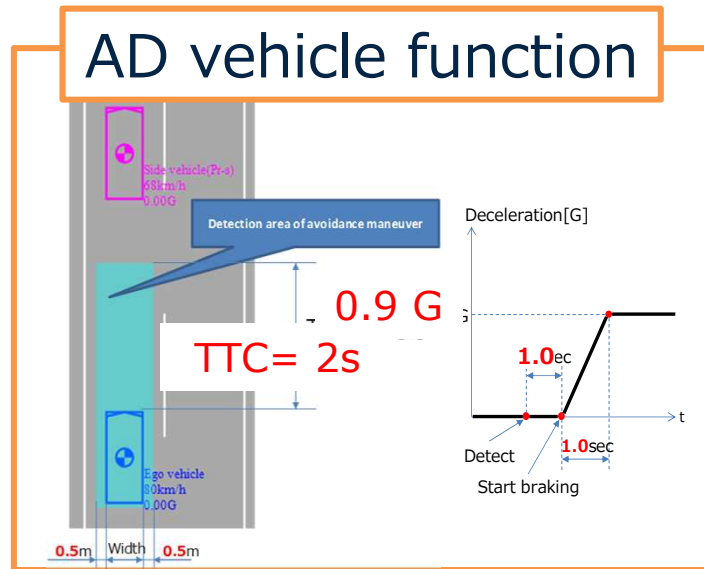 AD vehicle function
Side vehicle(Pr-s)
68km/h
0.00G
Detection area of avoidance maneuver
0.9 G
TTC= 2s
Ego vehicle
80km/h
0.00G
0.5m
Width
0.5m
Deceleration[G]
G
1.0ec
t
Detect
1.0sec
Start braking